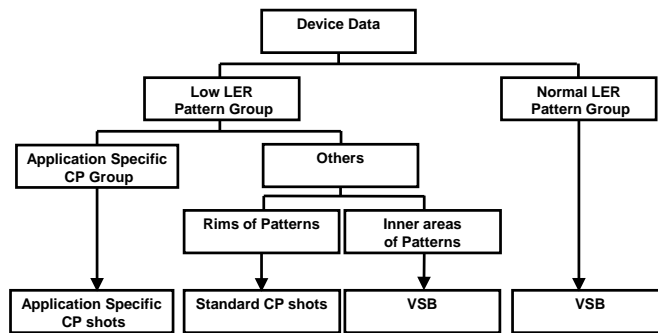 Device Data
Low LER
Pattern Group
Normal LER
Pattern Group
Application Specific
CP Group
Others
Rims of Patterns
Inner areas
of Patterns
Application Specific
CP shots
Standard CP shots
VSB
VSB